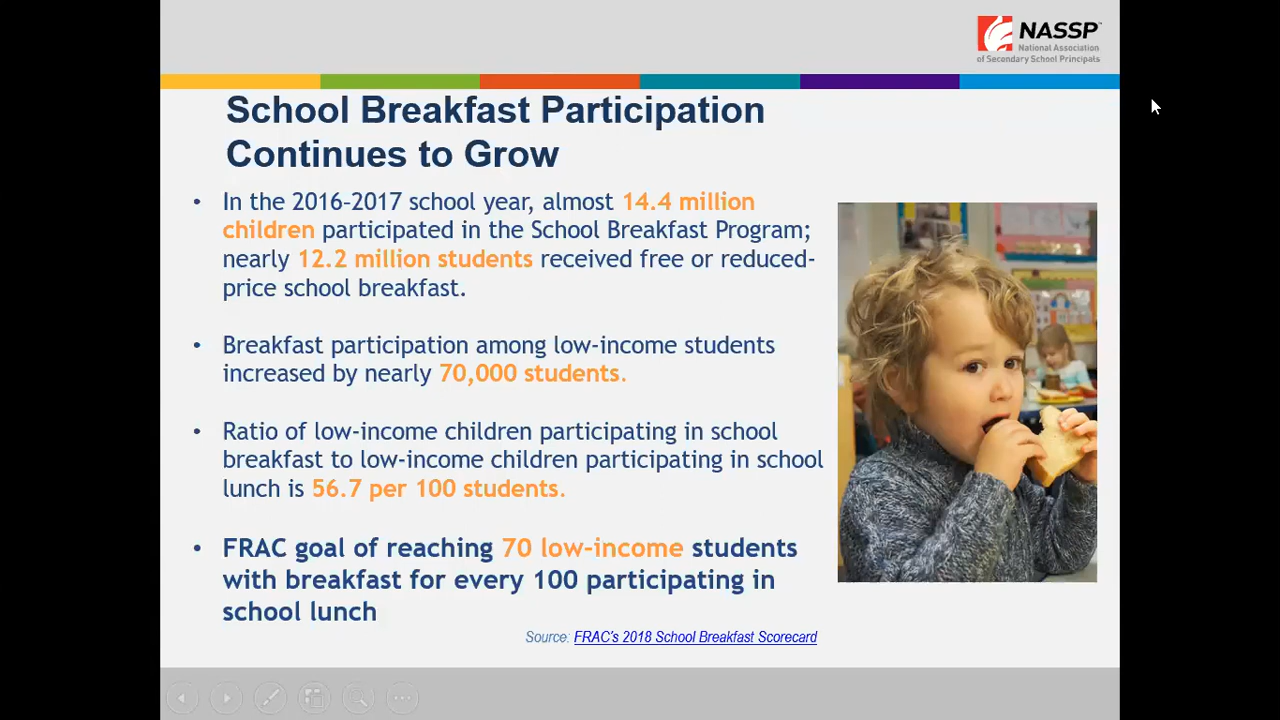 NASSP
National Association
of Secondary School Principals
School Breakfast Participation
Continues to Grow
• In the 2016–2017 school year, almost 14.4 million
children participated in the School Breakfast Program;
nearly 12.2 million students received free or reduced-
price school breakfast.
• Breakfast participation among low-income students
increased by nearly 70,000 students.
• Ratio of low-income children participating in school
breakfast to low-income children participating in school
lunch is 56.7 per 100 students.
• FRAC goal of reaching 70 low-income students
with breakfast for every 100 participating in
school lunch
Source: FRAC's 2018 School Breakfast Scorecard